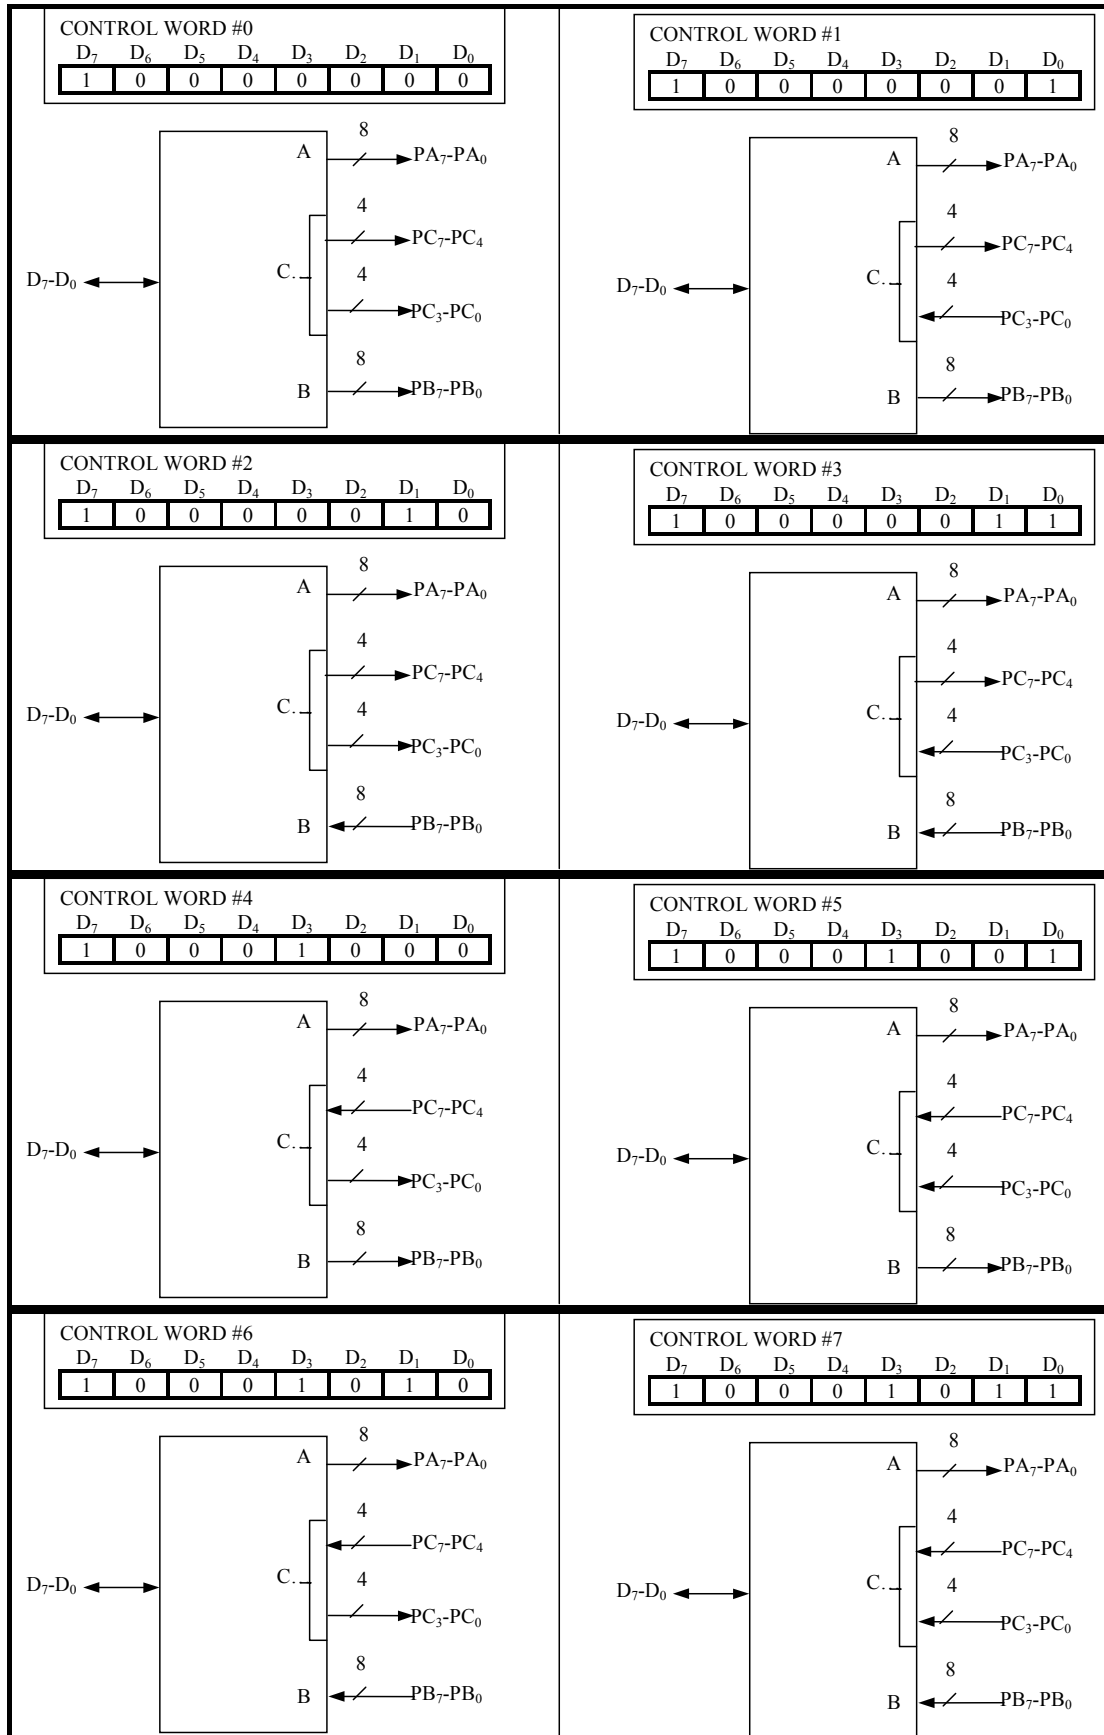 CONTROL WORD #0
D₇ D₆ D₅ D₄ D₃ D₂ D₁ D₀
1 0 0 0 0 0 0 0
8
A PA₇-PA₀
4
PC₇-PC₄
D₇-D₀ C 4
PC₃-PC₀
8
B PB₇-PB₀
CONTROL WORD #1
D₇ D₆ D₅ D₄ D₃ D₂ D₁ D₀
1 0 0 0 0 0 0 1
8
A PA₇-PA₀
4
PC₇-PC₄
D₇-D₀ C 4
PC₃-PC₀
8
B PB₇-PB₀
CONTROL WORD #2
D₇ D₆ D₅ D₄ D₃ D₂ D₁ D₀
1 0 0 0 0 0 1 0
8
A PA₇-PA₀
4
PC₇-PC₄
D₇-D₀ C 4
PC₃-PC₀
8
B PB₇-PB₀
CONTROL WORD #3
D₇ D₆ D₅ D₄ D₃ D₂ D₁ D₀
1 0 0 0 0 0 1 1
8
A PA₇-PA₀
4
PC₇-PC₄
D₇-D₀ C 4
PC₃-PC₀
8
B PB₇-PB₀
CONTROL WORD #4
D₇ D₆ D₅ D₄ D₃ D₂ D₁ D₀
1 0 0 0 1 0 0 0
8
A PA₇-PA₀
4
PC₇-PC₄
D₇-D₀ C 4
PC₃-PC₀
8
B PB₇-PB₀
CONTROL WORD #5
D₇ D₆ D₅ D₄ D₃ D₂ D₁ D₀
1 0 0 0 1 0 0 1
8
A PA₇-PA₀
4
PC₇-PC₄
D₇-D₀ C 4
PC₃-PC₀
8
B PB₇-PB₀
CONTROL WORD #6
D₇ D₆ D₅ D₄ D₃ D₂ D₁ D₀
1 0 0 0 1 0 1 0
8
A PA₇-PA₀
4
PC₇-PC₄
D₇-D₀ C 4
PC₃-PC₀
8
B PB₇-PB₀
CONTROL WORD #7
D₇ D₆ D₅ D₄ D₃ D₂ D₁ D₀
1 0 0 0 1 0 1 1
8
A PA₇-PA₀
4
PC₇-PC₄
D₇-D₀ C 4
PC₃-PC₀
8
B PB₇-PB₀